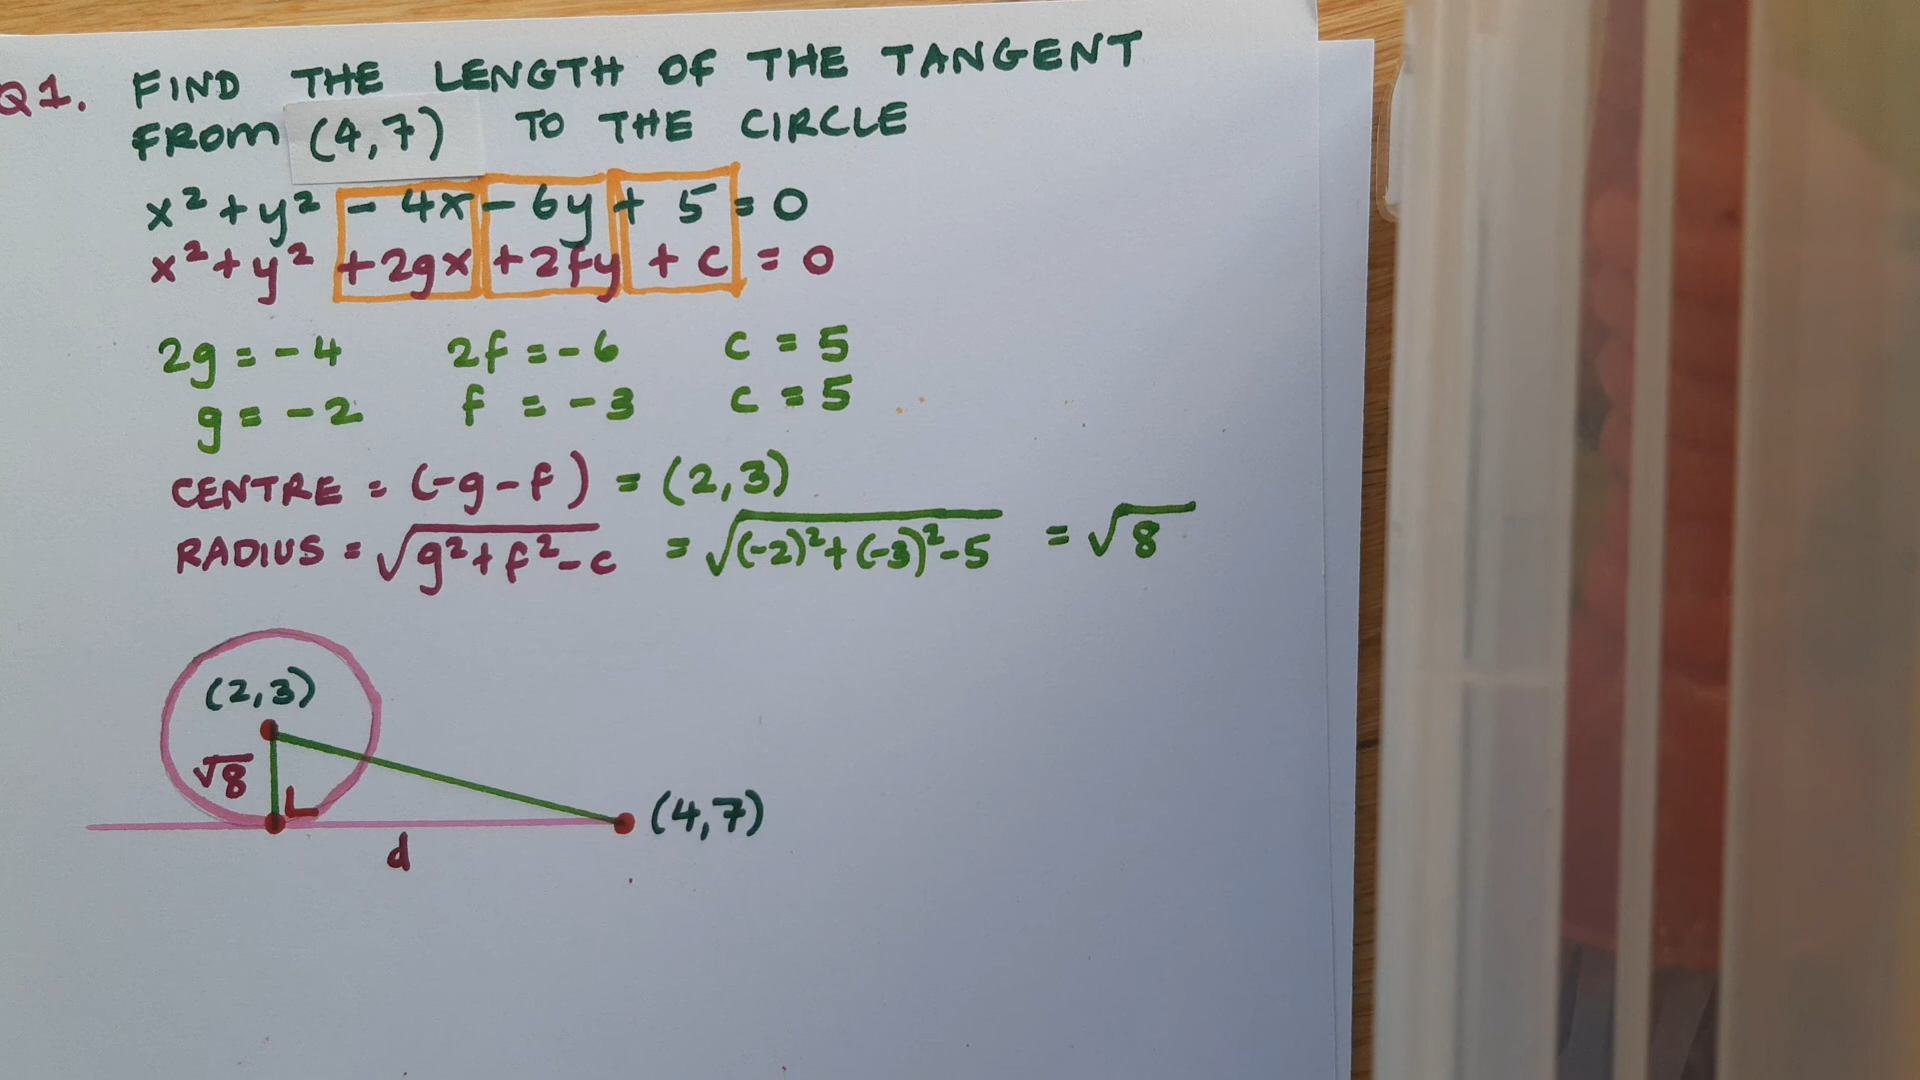 Q1. FIND THE LENGTH OF THE TANGENT
FROM (4,7) TO THE CIRCLE
x² + y² - 4x - 6y + 5 = 0
x² + y² + 2gx + 2fy + c = 0
2g = -4 2f = -6 c = 5
g = -2 f = -3 c = 5
CENTRE = (-g-f) = (2,3)
RADIUS = √(g² + f² - c) = √((-2)² + (-3)² - 5) = √8
(2,3)
√8
(4,7)
d